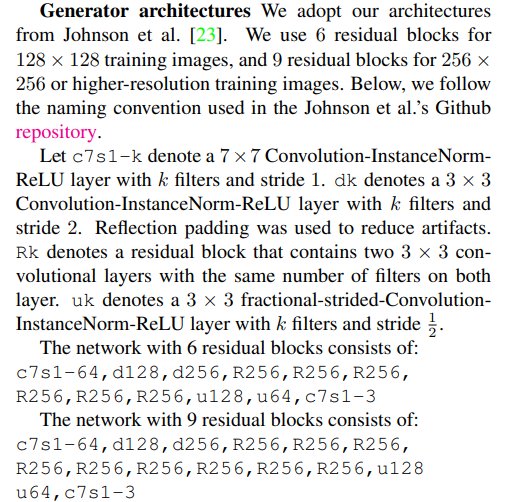 Generator architectures We adopt our architectures
from Johnson et al. [23]. We use 6 residual blocks for
128 × 128 training images, and 9 residual blocks for 256 ×
256 or higher-resolution training images. Below, we follow
the naming convention used in the Johnson et al.'s Github
repository.
Let c7s1-k denote a 7 × 7 Convolution-InstanceNorm-
ReLU layer with k filters and stride 1. dk denotes a 3 × 3
Convolution-InstanceNorm-ReLU layer with k filters and
stride 2. Reflection padding was used to reduce artifacts.
Rk denotes a residual block that contains two 3 × 3 con-
volutional layers with the same number of filters on both
layer. uk denotes a 3 × 3 fractional-strided-Convolution-
InstanceNorm-ReLU layer with k filters and stride 1/2.
The network with 6 residual blocks consists of:
c7s1-64,d128,d256,R256,R256,R256,
R256,R256,R256,u128,u64,c7s1-3
The network with 9 residual blocks consists of:
c7s1-64,d128,d256,R256,R256,R256,
R256,R256,R256,R256,R256,R256,u128
u64,c7s1-3